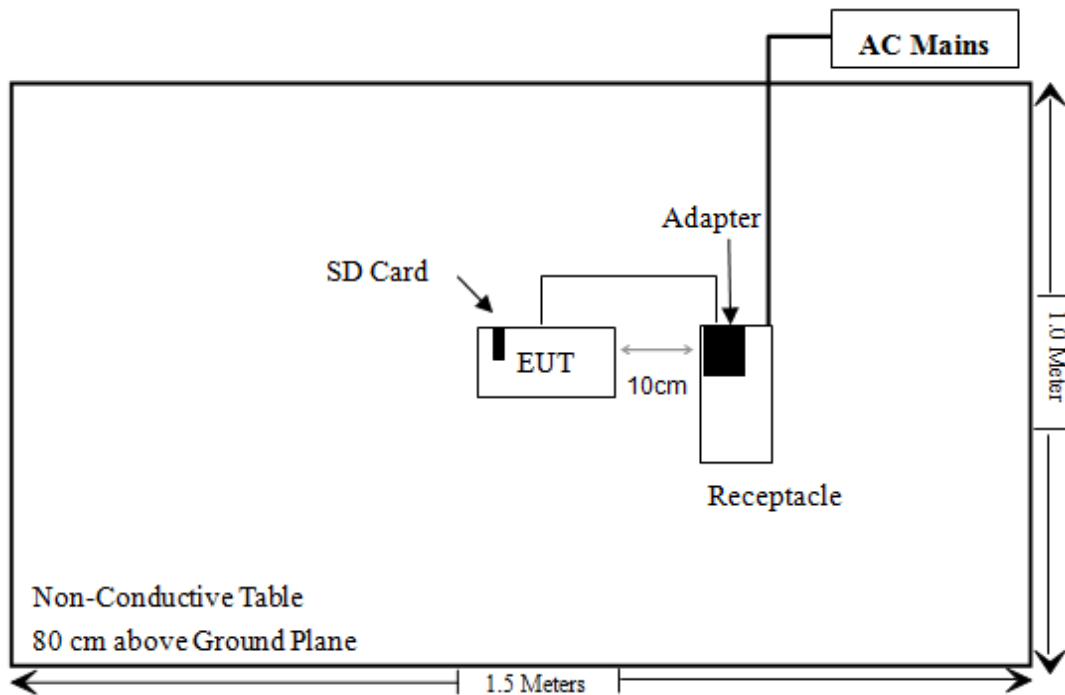 AC Mains
Adapter
SD Card
EUT
10cm
Receptacle
1.0 Meter
Non-Conductive Table
80 cm above Ground Plane
1.5 Meters